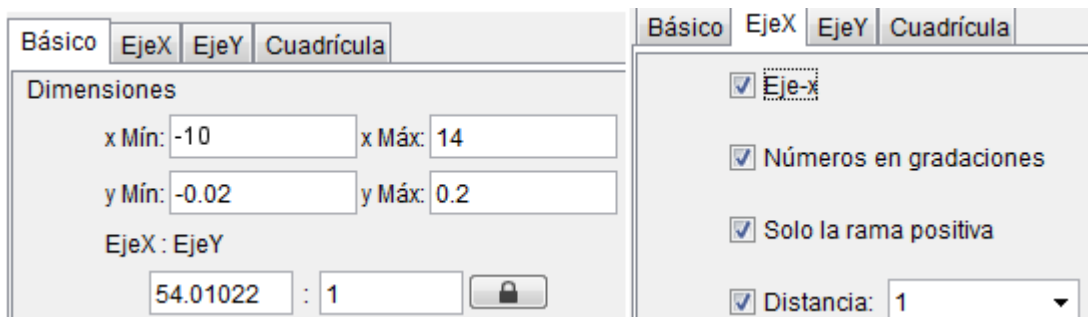 Básico EjeX EjeY Cuadrícula
Dimensiones
x Mín: -10 x Máx: 14
y Mín: -0.02 y Máx: 0.2
EjeX : EjeY
54.01022 : 1
Básico EjeX EjeY Cuadrícula
Eje-x
Números en gradaciones
Solo la rama positiva
Distancia: 1